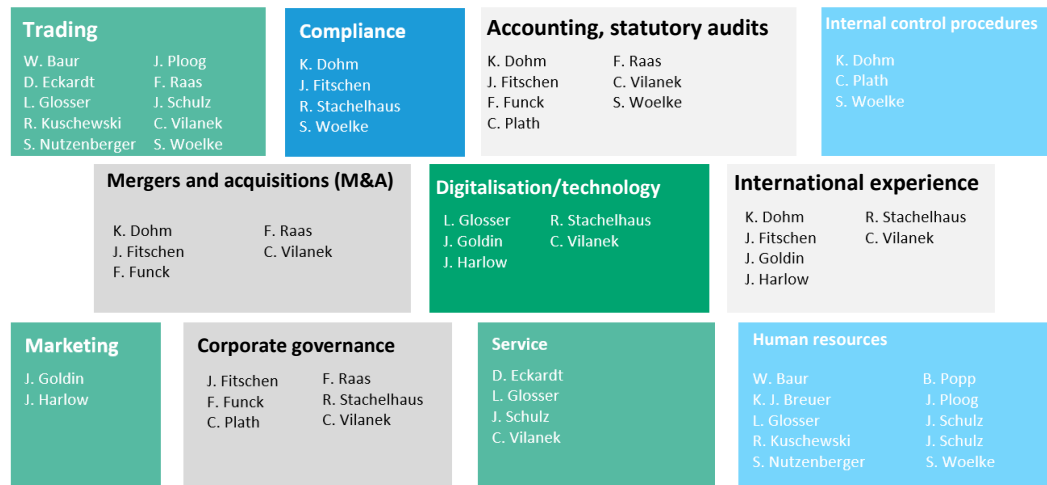 Trading
W. Baur
D. Eckardt
L. Glosser
R. Kuschewski
S. Nutzenberger
J. Ploog
F. Raas
J. Schulz
C. Vilanek
S. Woelke
Compliance
K. Dohm
J. Fitschen
R. Stachelhaus
S. Woelke
Accounting, statutory audits
K. Dohm
J. Fitschen
F. Funck
C. Plath
F. Raas
C. Vilanek
S. Woelke
Internal control procedures
K. Dohm
C. Plath
S. Woelke
Mergers and acquisitions (M&A)
K. Dohm
J. Fitschen
F. Funck
F. Raas
C. Vilanek
Digitalisation/technology
L. Glosser
J. Goldin
J. Harlow
R. Stachelhaus
C. Vilanek
International experience
K. Dohm
J. Fitschen
J. Goldin
J. Harlow
R. Stachelhaus
C. Vilanek
Marketing
J. Goldin
J. Harlow
Corporate governance
J. Fitschen
F. Funck
C. Plath
F. Raas
R. Stachelhaus
C. Vilanek
Service
D. Eckardt
L. Glosser
J. Schulz
C. Vilanek
Human resources
W. Baur
K. J. Breuer
L. Glosser
R. Kuschewski
S. Nutzenberger
B. Popp
J. Ploog
J. Schulz
J. Schulz
S. Woelke